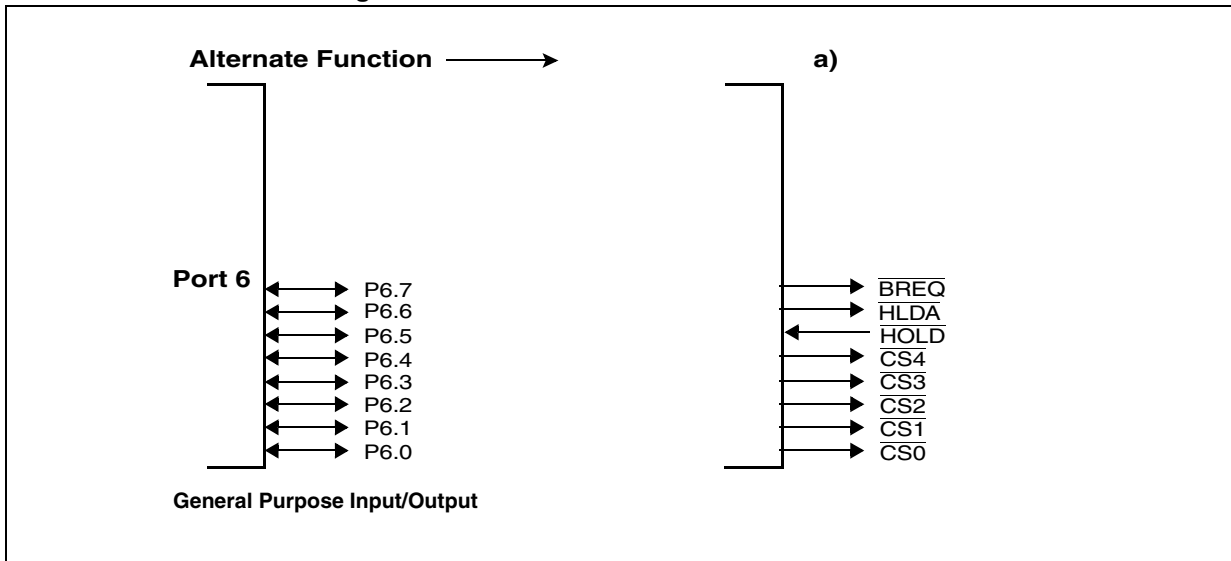 Alternate Function
a)
Port 6
P6.7
P6.6
P6.5
P6.4
P6.3
P6.2
P6.1
P6.0
General Purpose Input/Output
BREQ
HLDA
HOLD
CS4
CS3
CS2
CS1
CS0